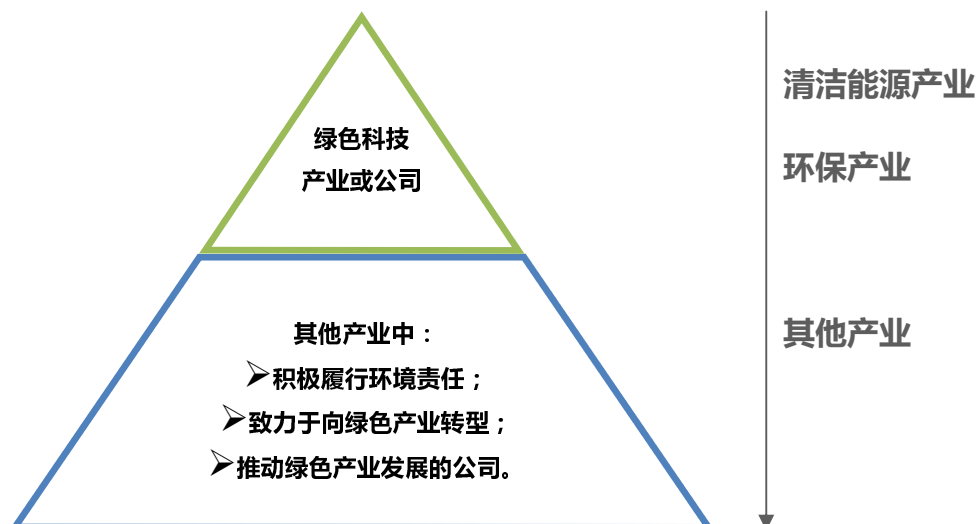 绿色科技
产业或公司
其他产业中：
➢积极履行环境责任；
➢致力于向绿色产业转型；
➢推动绿色产业发展的公司。
清洁能源产业
环保产业
其他产业